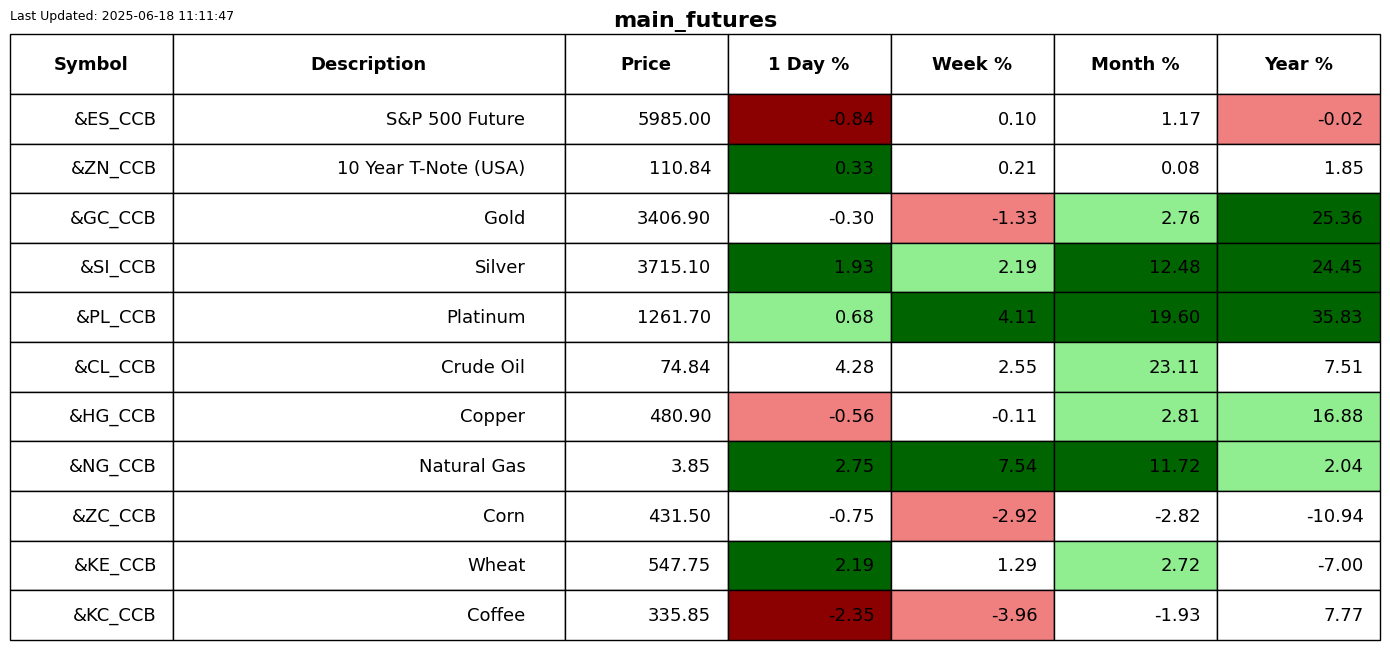 Last Updated: 2025-06-18 11:11:47
main_futures
Symbol Description Price 1 Day % Week % Month % Year %
&ES_CCB S&P 500 Future 5985.00 -0.84 0.10 1.17 -0.02
&ZN_CCB 10 Year T-Note (USA) 110.84 0.33 0.21 0.08 1.85
&GC_CCB Gold 3406.90 -0.30 -1.33 2.76 25.36
&SI_CCB Silver 3715.10 1.93 2.19 12.48 24.45
&PL_CCB Platinum 1261.70 0.68 4.11 19.60 35.83
&CL_CCB Crude Oil 74.84 4.28 2.55 23.11 7.51
&HG_CCB Copper 480.90 -0.56 -0.11 2.81 16.88
&NG_CCB Natural Gas 3.85 2.75 7.54 11.72 2.04
&ZC_CCB Corn 431.50 -0.75 -2.92 -2.82 -10.94
&KE_CCB Wheat 547.75 2.19 1.29 2.72 -7.00
&KC_CCB Coffee 335.85 -2.35 -3.96 -1.93 7.77